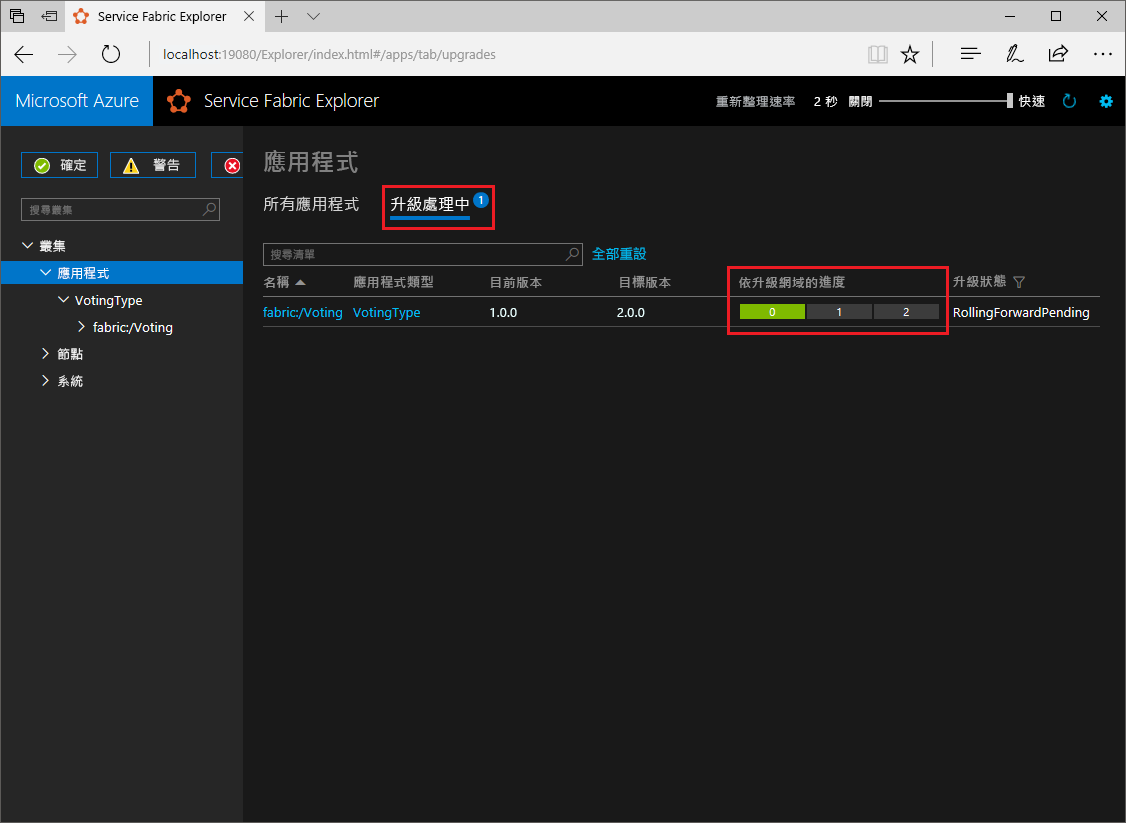 Service Fabric Explorer
localhost:19080/Explorer/index.html#/apps/tab/upgrades
Microsoft Azure Service Fabric Explorer 重新整理速率 2 秒 關閉 快速
確定 警告
應用程式
所有應用程式 升級處理中 1
搜尋叢集
搜尋清單 全部重設
叢集
應用程式
VotingType
fabric:/Voting
節點
系統
名稱 應用程式類型 目前版本 目標版本 依升級網域的進度 升級狀態
fabric:/Voting VotingType 1.0.0 2.0.0 0 1 2 RollingForwardPending